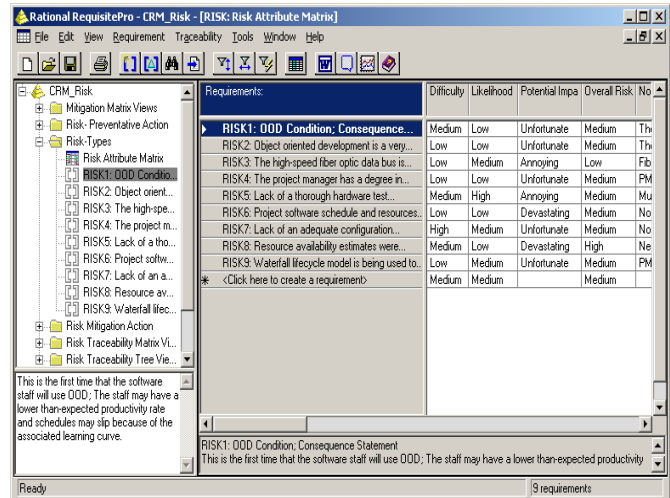 Rational RequisitePro - CRM_Risk - [RISK: Risk Attribute Matrix]
File Edit View Requirement Traceability Tools Window Help
CRM_Risk
Mitigation Matrix Views
Risk- Preventative Action
Risk-Types
Risk Attribute Matrix
RISK1: OOD Conditio...
RISK2: Object orient...
RISK3: The high-spe...
RISK4: The project m...
RISK5: Lack of a tho...
RISK6: Project softw...
RISK7: Lack of an a...
RISK8: Resource av...
RISK9: Waterfall lifec...
Risk Mitigation Action
Risk Traceability Matrix Vi...
Risk Traceability Tree Vie...
This is the first time that the software
staff will use OOD; The staff may have a
lower than-expected productivity rate
and schedules may slip because of the
associated learning curve.
Requirements: Difficulty Likelihood Potential Impa Overall Risk No
RISK1: OOD Condition; Consequence... Medium Low Unfortunate Medium The
RISK2: Object oriented development is a very... Low Low Unfortunate Medium The
RISK3: The high-speed fiber optic data bus is... Low Medium Annoying Low Fib
RISK4: The project manager has a degree in... Low Low Unfortunate Medium PM
RISK5: Lack of a thorough hardware test... Medium High Annoying Medium Mu
RISK6: Project software schedule and resources... Low Low Devastating Medium No
RISK7: Lack of an adequate configuration... High Medium Unfortunate Medium Ne
RISK8: Resource availability estimates were... Medium Low Devastating High No
RISK9: Waterfall lifecycle model is being used to... Low Medium Unfortunate Medium PM
<Click here to create a requirement> Medium Medium Medium
RISK1: OOD Condition; Consequence Statement
This is the first time that the software staff will use OOD; The staff may have a lower than-expected productivity
Ready 9 requirements